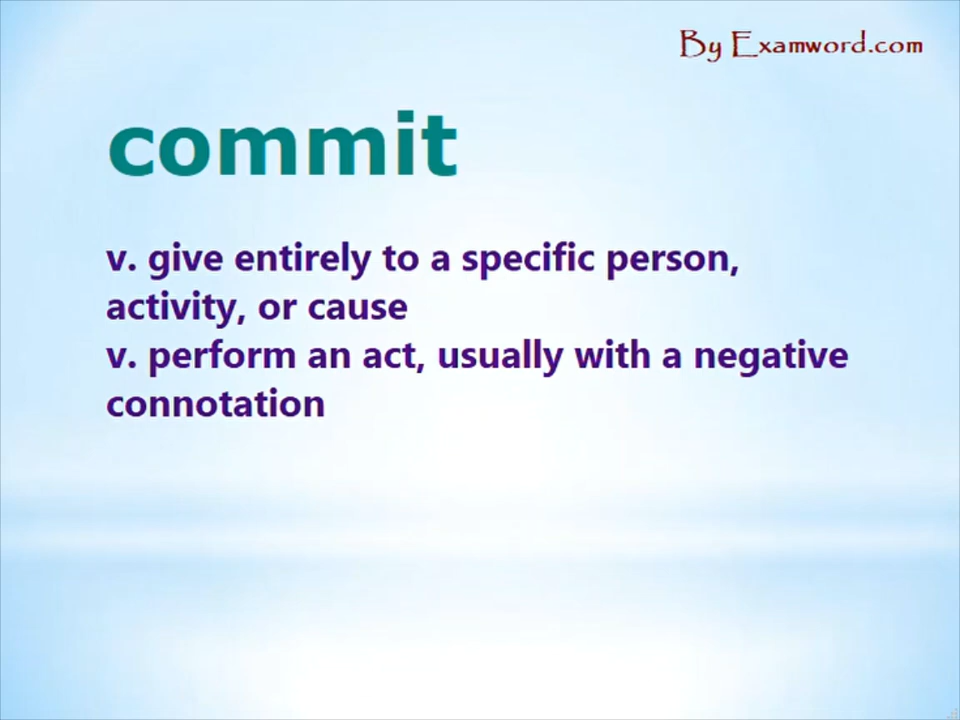 By Examword.com
commit
v. give entirely to a specific person,
activity, or cause
v. perform an act, usually with a negative
connotation